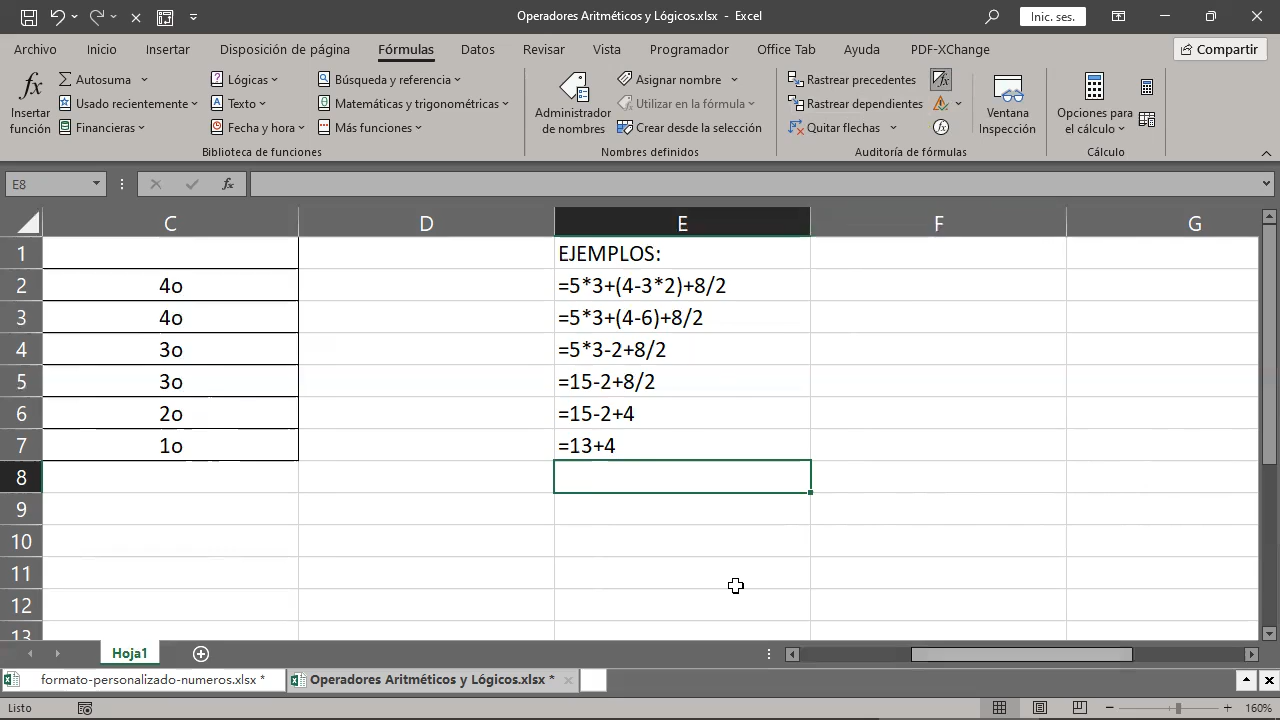 Operadores Aritméticos y Lógicos.xlsx - Excel
Inic. ses.
Archivo Inicio Insertar Disposición de página Fórmulas Datos Revisar Vista Programador Office Tab Ayuda PDF-XChange Compartir
fx Insertar función
Autosuma
Usado recientemente
Financieras
Lógicas
Texto
Fecha y hora
Búsqueda y referencia
Matemáticas y trigonométricas
Más funciones
Biblioteca de funciones
Administrador de nombres
Asignar nombre
Utilizar en la fórmula
Crear desde la selección
Nombres definidos
Rastrear precedentes
Rastrear dependientes
Quitar flechas
Auditoría de fórmulas
Ventana Inspección
Opciones para el cálculo
Cálculo
E8 fx
C D E F G
1 EJEMPLOS:
2 4o =5*3+(4-3*2)+8/2
3 4o =5*3+(4-6)+8/2
4 3o =5*3-2+8/2
5 3o =15-2+8/2
6 2o =15-2+4
7 1o =13+4
8
9
10
11
12
13
Hoja1
formato-personalizado-numeros.xlsx * Operadores Aritméticos y Lógicos.xlsx *
Listo 160%